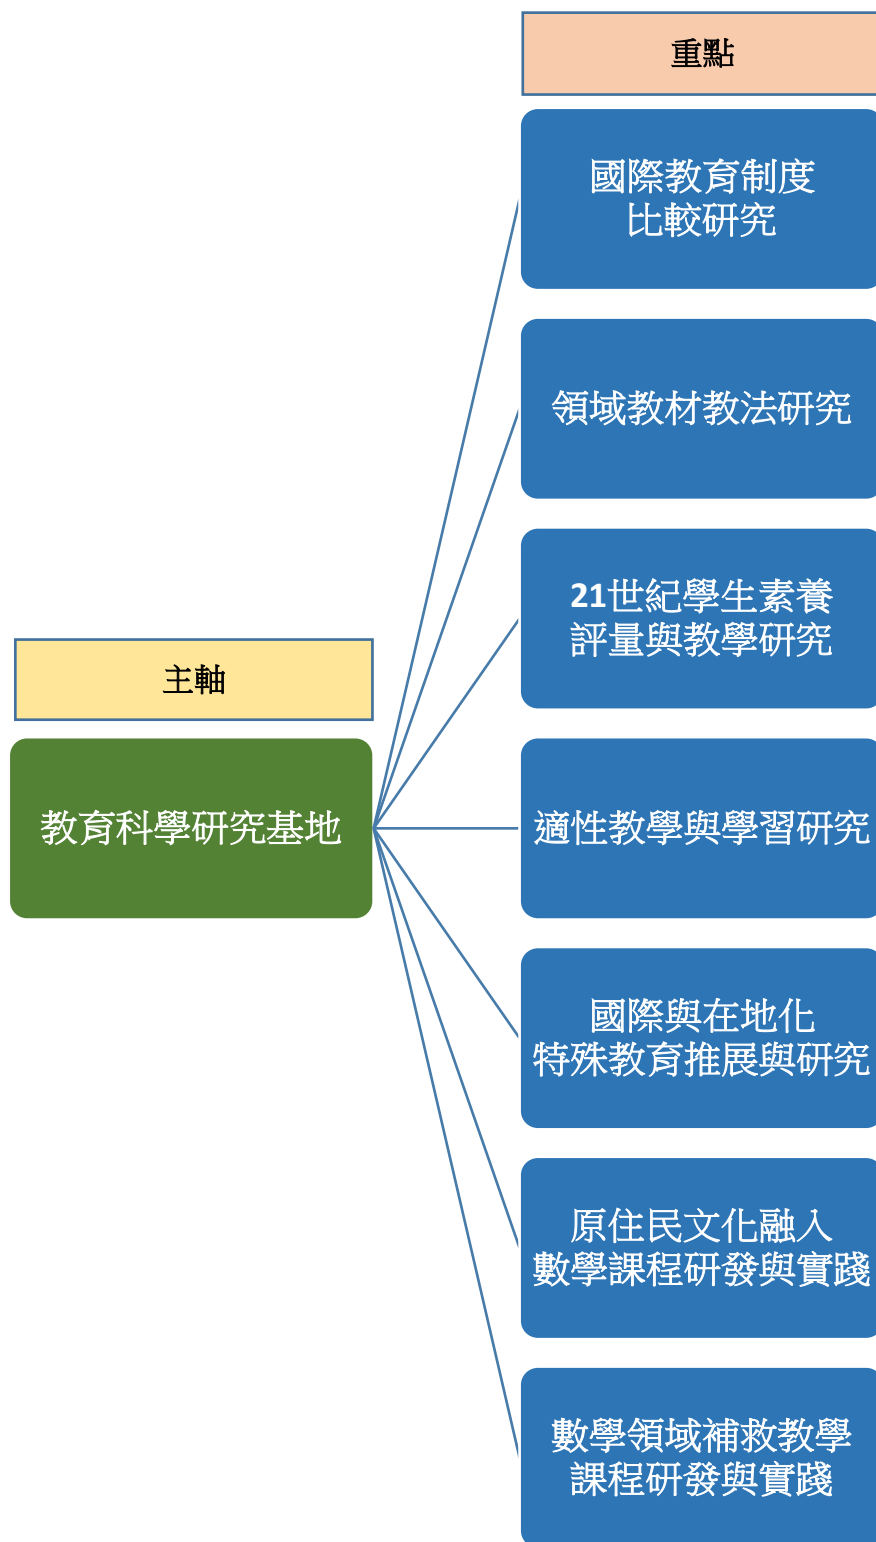 重點
國際教育制度
比較研究
領域教材教法研究
21世紀學生素養
評量與教學研究
主軸
教育科學研究基地
適性教學與學習研究
國際與在地化
特殊教育推展與研究
原住民文化融入
數學課程研發與實踐
數學領域補救教學
課程研發與實踐